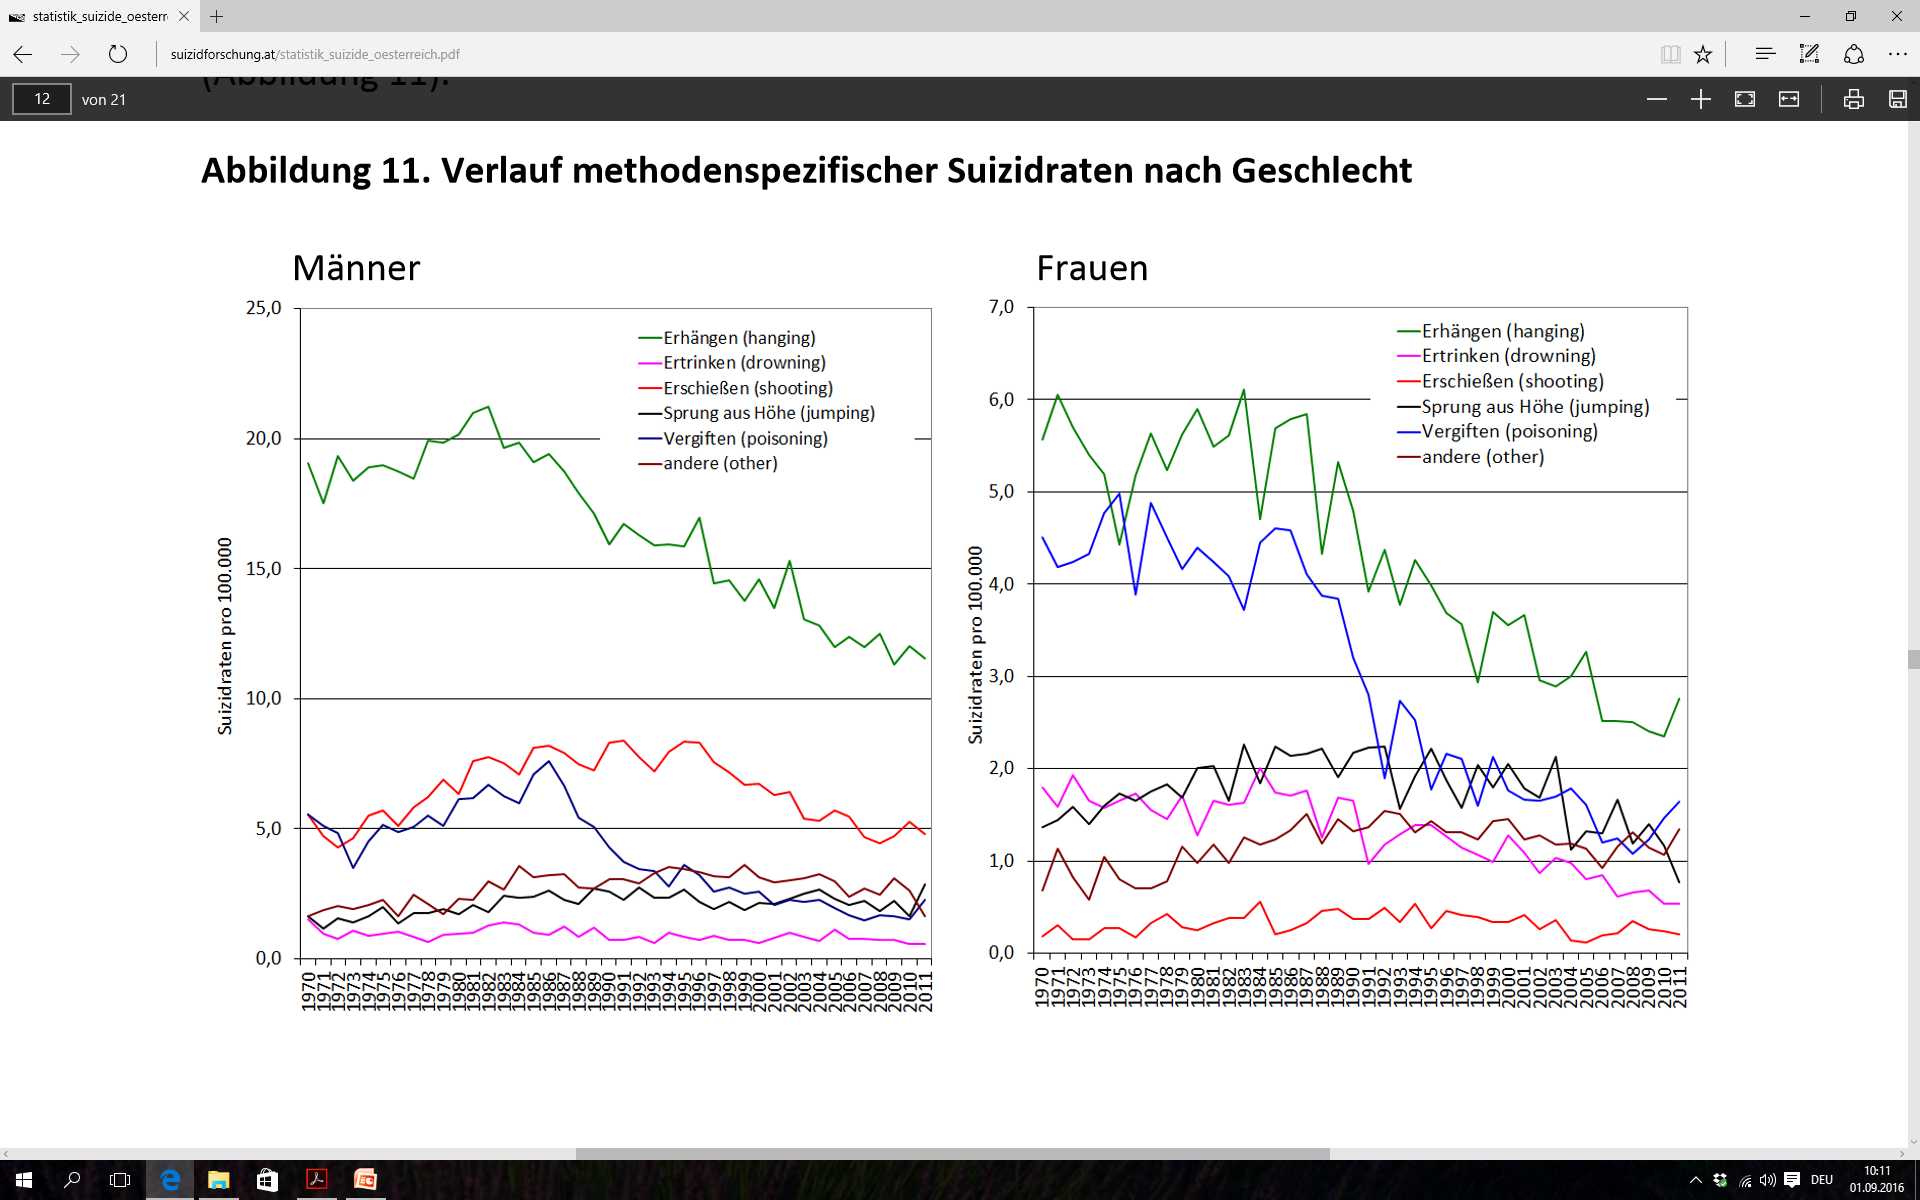 statistik_suizide_oesterr
suizidforschung.at/statistik_suizide_oesterreich.pdf
(Abbildung 11).
12 von 21
Abbildung 11. Verlauf methodenspezifischer Suizidraten nach Geschlecht
Männer
25,0
20,0
15,0
10,0
5,0
0,0
Suizidraten pro 100.000
Erhängen (hanging)
Ertrinken (drowning)
Erschießen (shooting)
Sprung aus Höhe (jumping)
Vergiften (poisoning)
andere (other)
1970 1971 1972 1973 1974 1975 1976 1977 1978 1979 1980 1981 1982 1983 1984 1985 1986 1987 1988 1989 1990 1991 1992 1993 1994 1995 1996 1997 1998 1999 2000 2001 2002 2003 2004 2005 2006 2007 2008 2009 2010 2011
Frauen
7,0
6,0
5,0
4,0
3,0
2,0
1,0
0,0
Suizidraten pro 100.000
Erhängen (hanging)
Ertrinken (drowning)
Erschießen (shooting)
Sprung aus Höhe (jumping)
Vergiften (poisoning)
andere (other)
1970 1971 1972 1973 1974 1975 1976 1977 1978 1979 1980 1981 1982 1983 1984 1985 1986 1987 1988 1989 1990 1991 1992 1993 1994 1995 1996 1997 1998 1999 2000 2001 2002 2003 2004 2005 2006 2007 2008 2009 2010 2011
DEU
10:11
01.09.2016